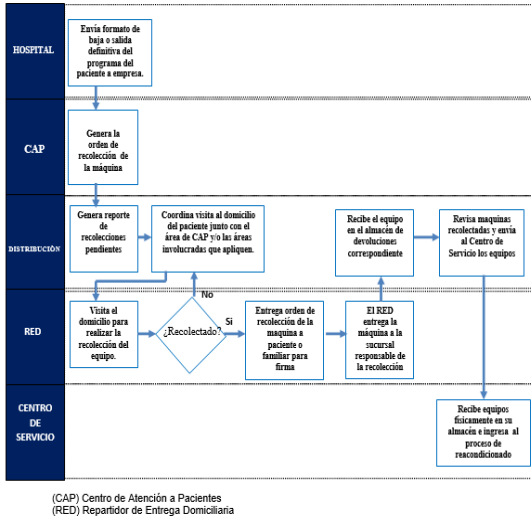 HOSPITAL
Envía formato de
baja o salida
definitiva del
programa del
paciente a empresa.
CAP
Genera la
orden de
recolección de
la máquina
DISTRIBUCIÓN
Genera reporte
de
recolecciones
pendientes
Coordina visita al domicilio
del paciente junto con el
área de CAP y/o las áreas
involucradas que apliquen.
Recibe el equipo
en el almacén de
devoluciones
correspondiente
Revisa maquinas
recolectadas y envía
al Centro de
Servicio los equipos
RED
Visita el
domicilio para
realizar la
recolección del
equipo.
¿Recolectado?
No
Si
Entrega orden de
recolección de la
maquina a
paciente o
familiar para
firma
El RED
entrega la
máquina a la
sucursal
responsable de
la recolección
CENTRO
DE
SERVICIO
Recibe equipos
físicamente en su
almacén e ingresa al
proceso de
reacondicionado
(CAP) Centro de Atención a Pacientes
(RED) Repartidor de Entrega Domiciliaria